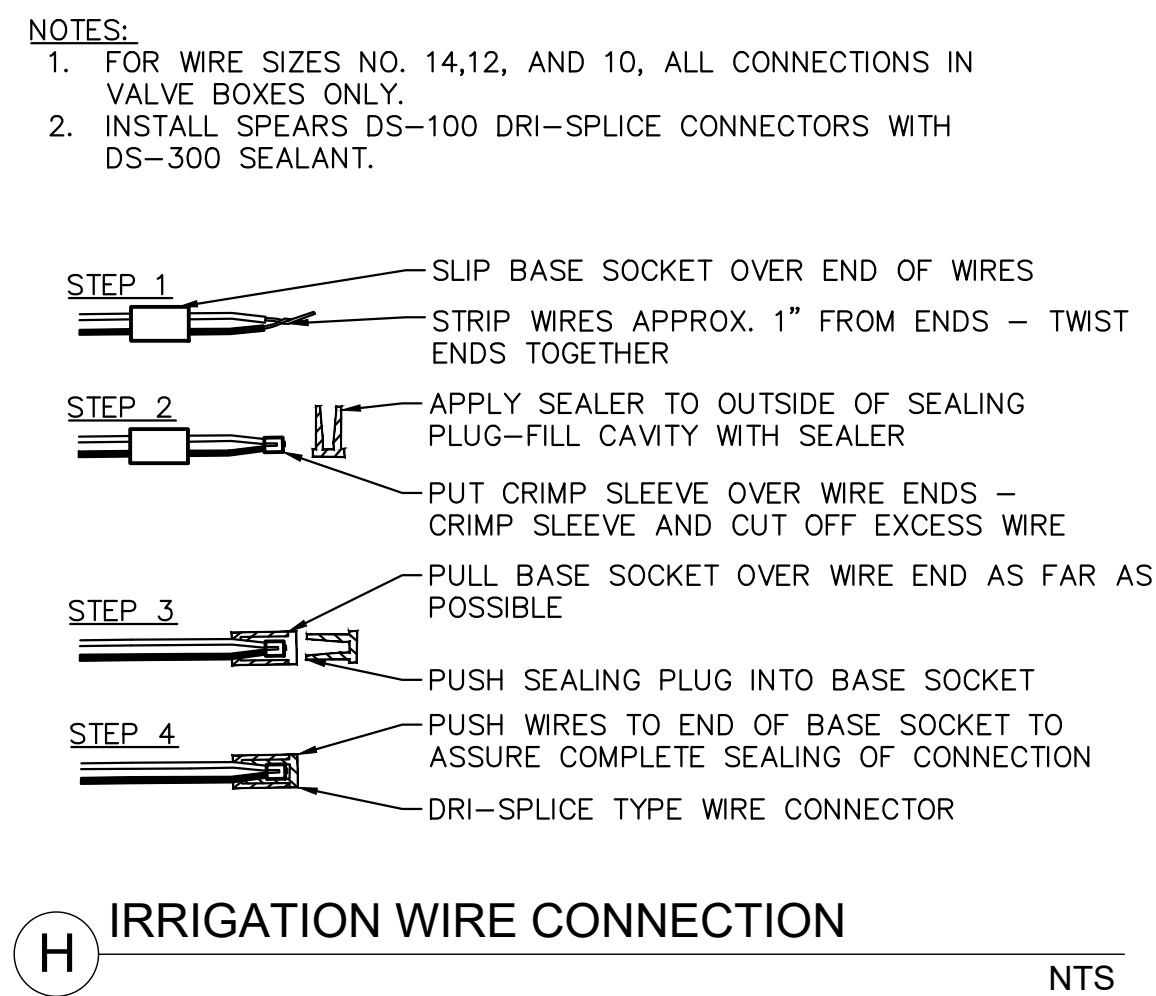 NOTES:
1. FOR WIRE SIZES NO. 14,12, AND 10, ALL CONNECTIONS IN
VALVE BOXES ONLY.
2. INSTALL SPEARS DS-100 DRI-SPLICE CONNECTORS WITH
DS-300 SEALANT.
STEP 1
SLIP BASE SOCKET OVER END OF WIRES
STRIP WIRES APPROX. 1" FROM ENDS - TWIST
ENDS TOGETHER
STEP 2
APPLY SEALER TO OUTSIDE OF SEALING
PLUG-FILL CAVITY WITH SEALER
PUT CRIMP SLEEVE OVER WIRE ENDS -
CRIMP SLEEVE AND CUT OFF EXCESS WIRE
STEP 3
PULL BASE SOCKET OVER WIRE END AS FAR AS
POSSIBLE
PUSH SEALING PLUG INTO BASE SOCKET
STEP 4
PUSH WIRES TO END OF BASE SOCKET TO
ASSURE COMPLETE SEALING OF CONNECTION
DRI-SPLICE TYPE WIRE CONNECTOR
H IRRIGATION WIRE CONNECTION
NTS